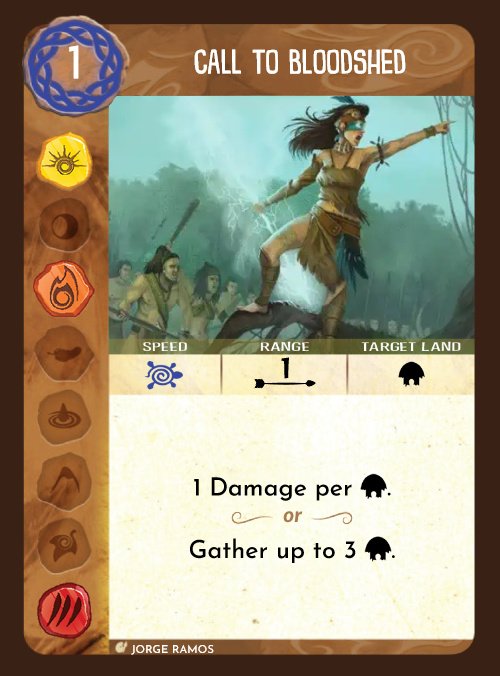 1
CALL TO BLOODSHED
SPEED RANGE TARGET LAND
1
1 Damage per .
or
Gather up to 3 .
JORGE RAMOS